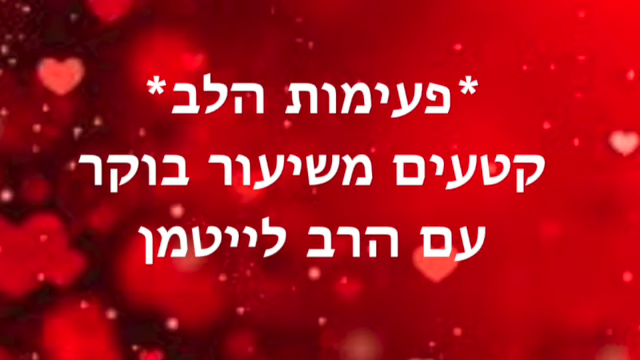 *פעימות הלב*
קטעים משיעור בוקר
עם הרב לייטמן